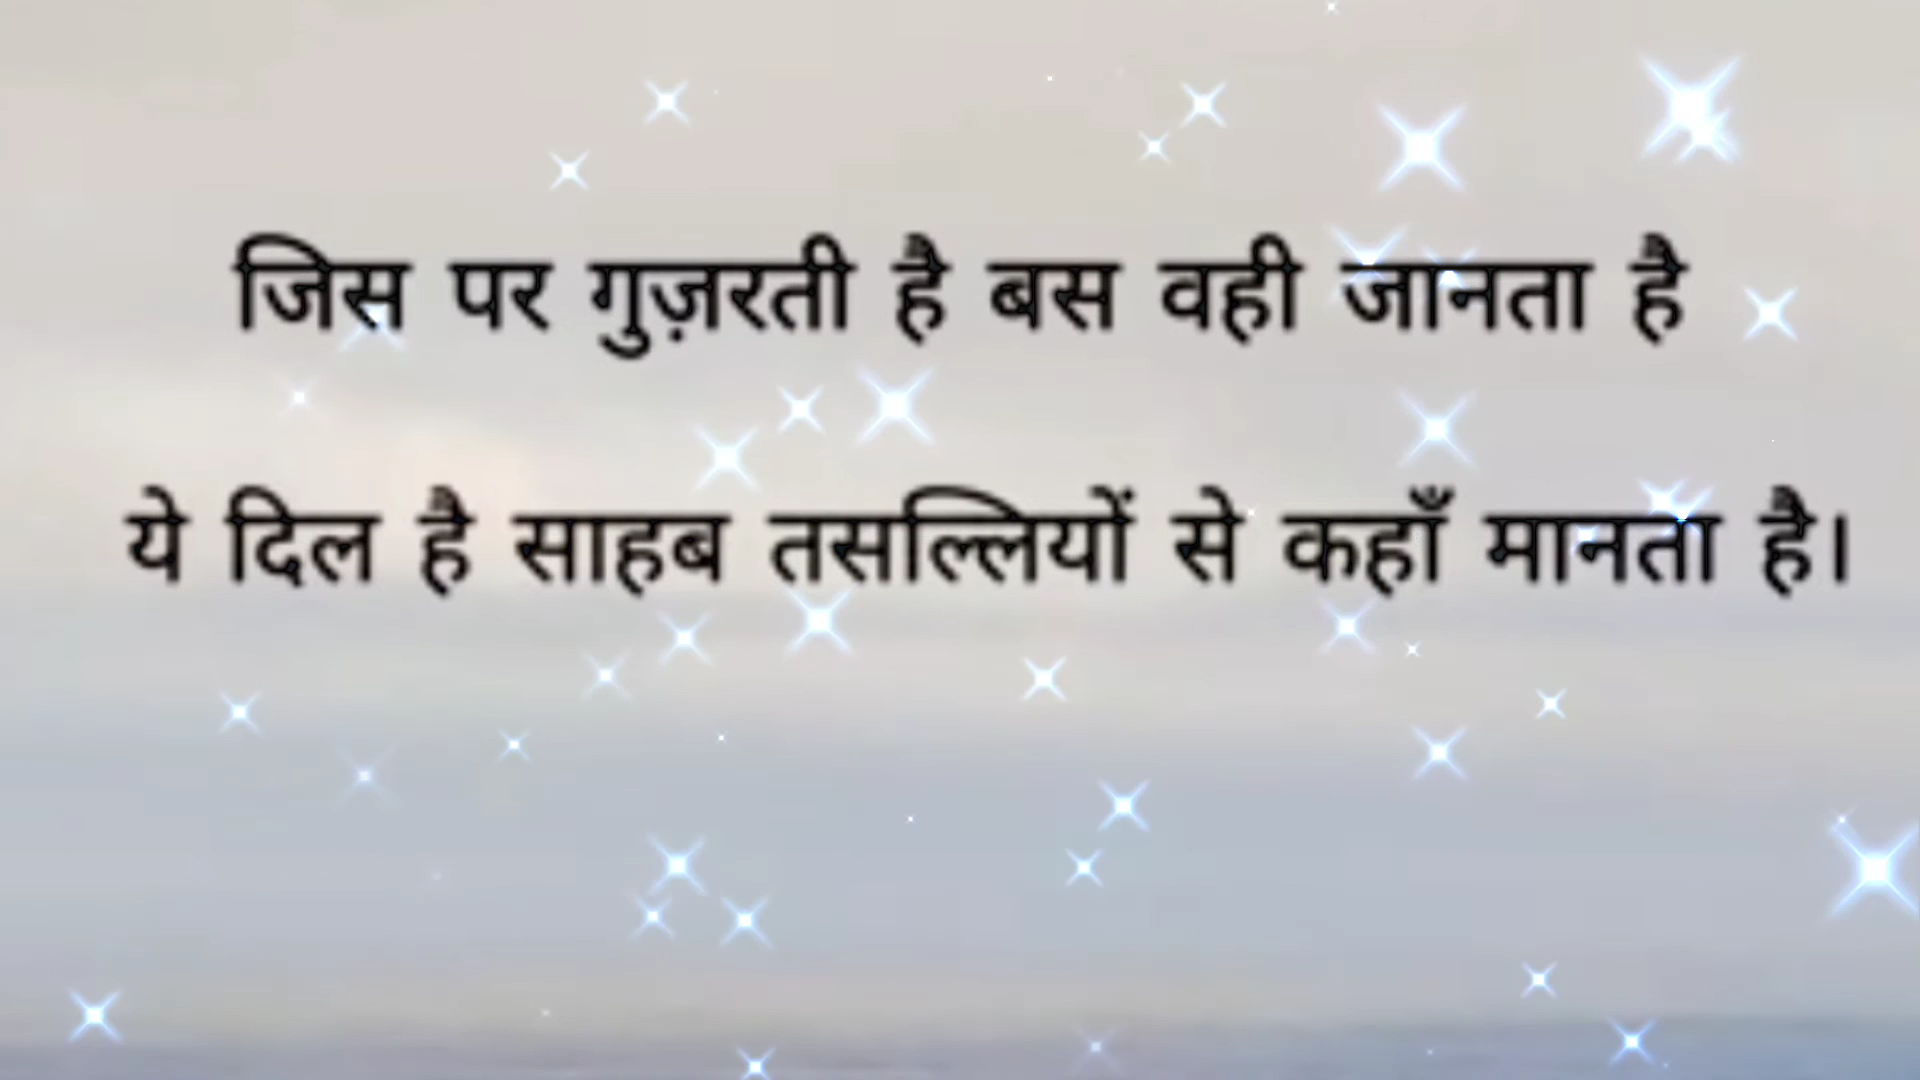 जिस पर गुज़रती है बस वही जानता है
ये दिल है साहब तसल्लियों से कहाँ मानता है।